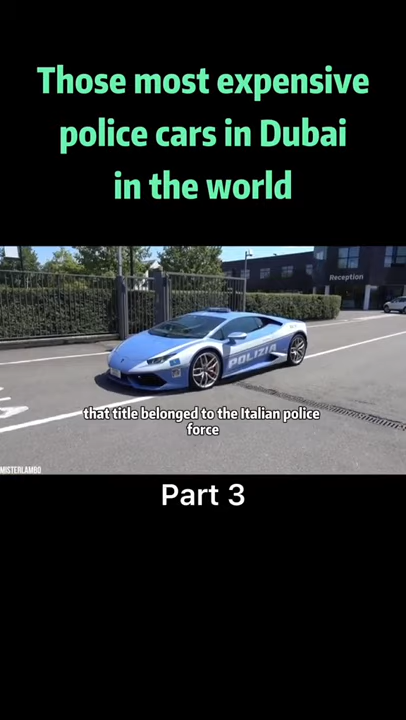 Those most expensive
police cars in Dubai
in the world
Reception
POLIZIA
that title belonged to the Italian police
force
MISTERLAMBO
Part 3